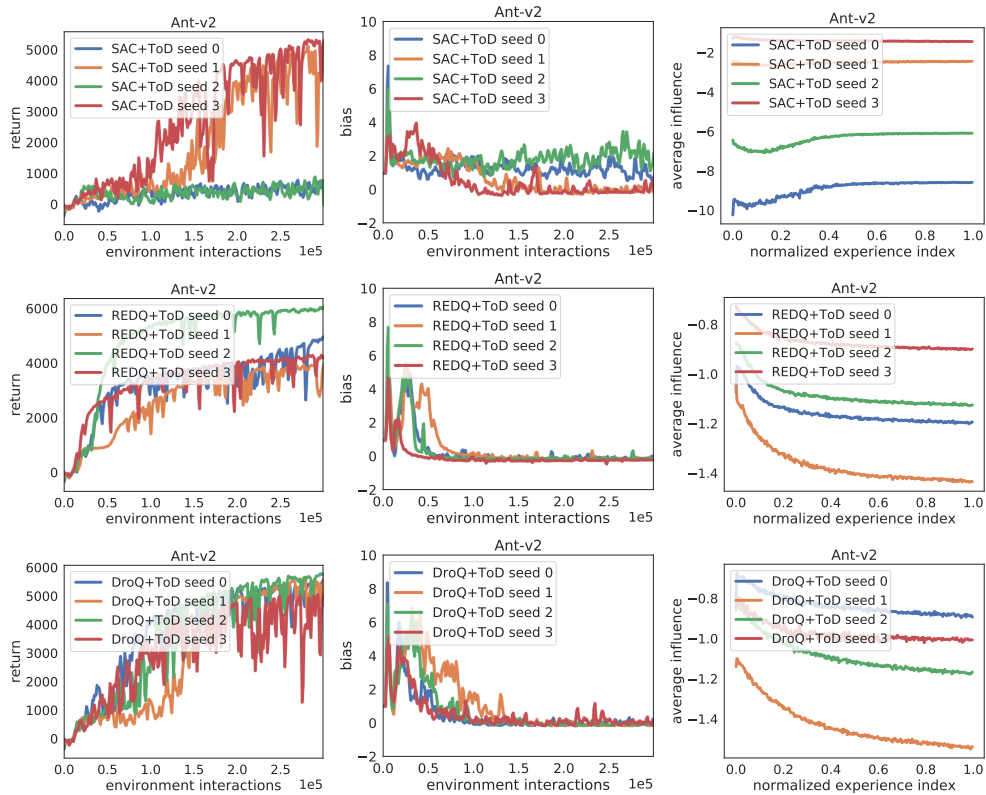 Ant-v2
return
5000
4000
3000
2000
1000
0
SAC+ToD seed 0
SAC+ToD seed 1
SAC+ToD seed 2
SAC+ToD seed 3
0.0 0.5 1.0 1.5 2.0 2.5
environment interactions 1e5
Ant-v2
bias
10
8
6
4
2
0
−2
SAC+ToD seed 0
SAC+ToD seed 1
SAC+ToD seed 2
SAC+ToD seed 3
0.0 0.5 1.0 1.5 2.0 2.5
environment interactions 1e5
Ant-v2
average influence
−2
−4
−6
−8
−10
SAC+ToD seed 0
SAC+ToD seed 1
SAC+ToD seed 2
SAC+ToD seed 3
0.0 0.2 0.4 0.6 0.8 1.0
normalized experience index
Ant-v2
return
6000
4000
2000
0
REDQ+ToD seed 0
REDQ+ToD seed 1
REDQ+ToD seed 2
REDQ+ToD seed 3
0.0 0.5 1.0 1.5 2.0 2.5
environment interactions 1e5
Ant-v2
bias
10
8
6
4
2
0
−2
REDQ+ToD seed 0
REDQ+ToD seed 1
REDQ+ToD seed 2
REDQ+ToD seed 3
0.0 0.5 1.0 1.5 2.0 2.5
environment interactions 1e5
Ant-v2
average influence
−0.8
−1.0
−1.2
−1.4
REDQ+ToD seed 0
REDQ+ToD seed 1
REDQ+ToD seed 2
REDQ+ToD seed 3
0.0 0.2 0.4 0.6 0.8 1.0
normalized experience index
Ant-v2
return
6000
5000
4000
3000
2000
1000
0
DroQ+ToD seed 0
DroQ+ToD seed 1
DroQ+ToD seed 2
DroQ+ToD seed 3
0.0 0.5 1.0 1.5 2.0 2.5
environment interactions 1e5
Ant-v2
bias
10
8
6
4
2
0
−2
DroQ+ToD seed 0
DroQ+ToD seed 1
DroQ+ToD seed 2
DroQ+ToD seed 3
0.0 0.5 1.0 1.5 2.0 2.5
environment interactions 1e5
Ant-v2
average influence
−0.8
−1.0
−1.2
−1.4
DroQ+ToD seed 0
DroQ+ToD seed 1
DroQ+ToD seed 2
DroQ+ToD seed 3
0.0 0.2 0.4 0.6 0.8 1.0
normalized experience index